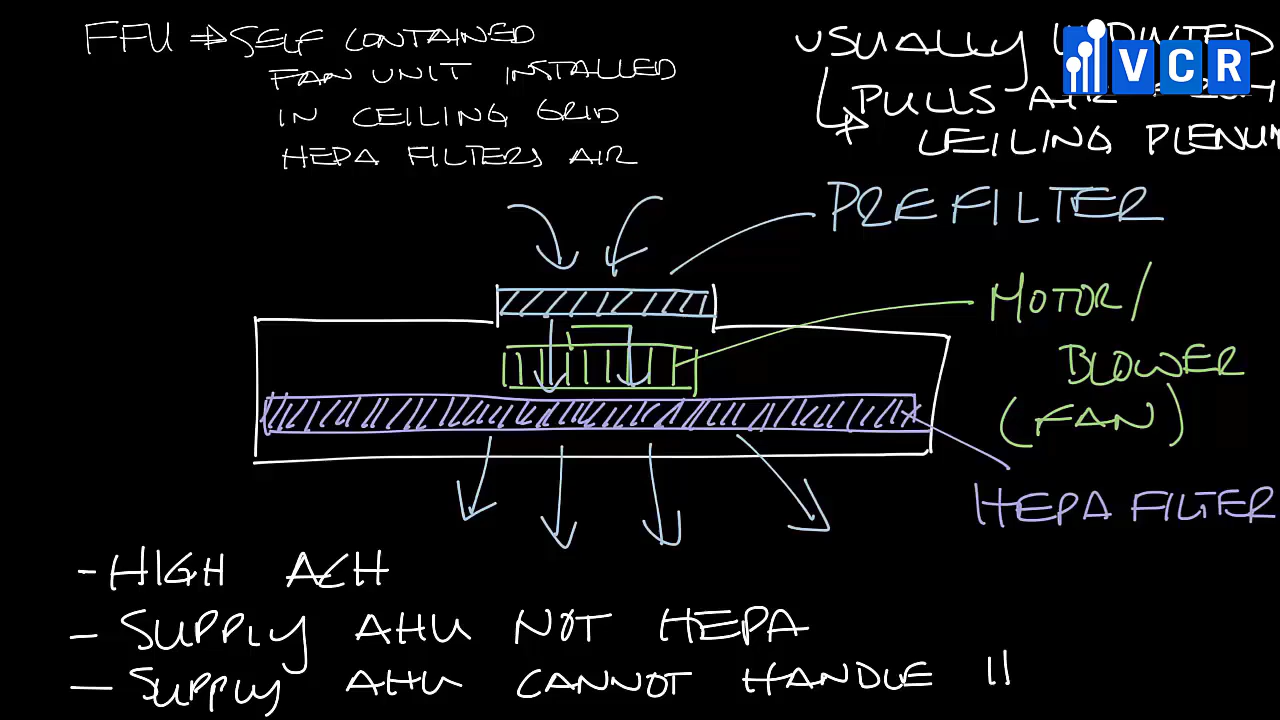 FFU ⇒ SELF CONTAINED
FAN UNIT INSTALLED
IN CEILING GRID
HEPA FILTERS AIR
USUALLY
PULLS AIR
CEILING PLENUM
VCR
PREFILTER
MOTOR/
BLOWER
(FAN)
HEPA FILTER
- HIGH ACH
- SUPPLY AHU NOT HEPA
- SUPPLY AHU CANNOT HANDLE